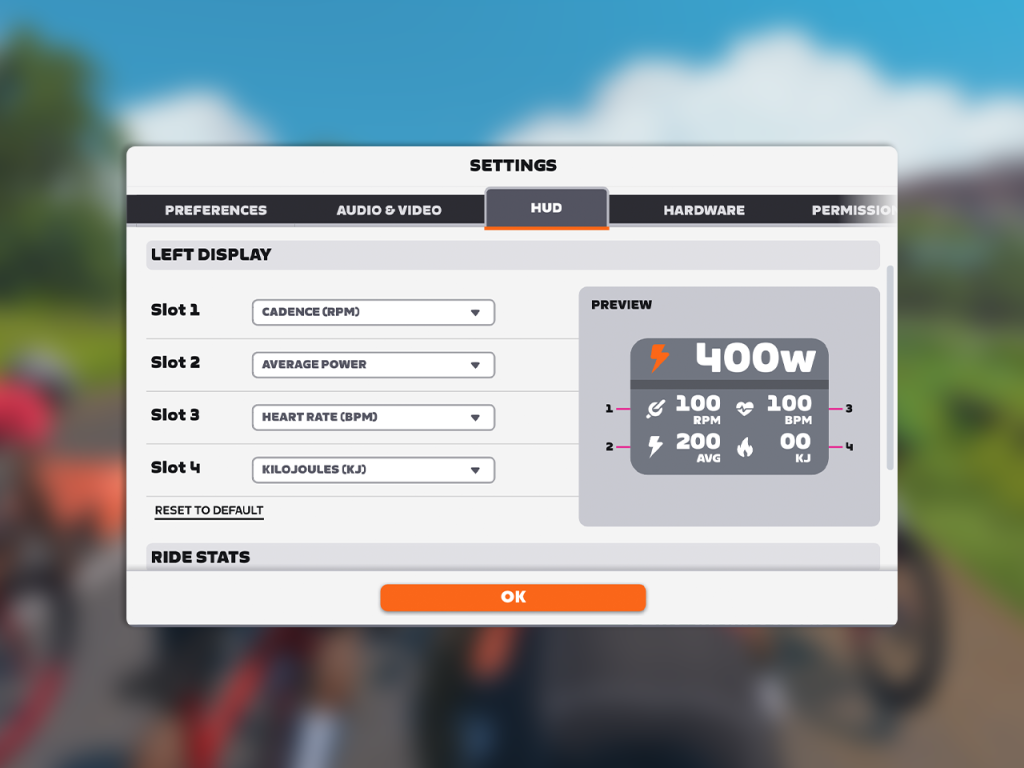 SETTINGS
PREFERENCES
AUDIO & VIDEO
HUD
HARDWARE
PERMISSIO
LEFT DISPLAY
Slot 1
CADENCE (RPM)
Slot 2
AVERAGE POWER
Slot 3
HEART RATE (BPM)
Slot 4
KILOJOULES (KJ)
RESET TO DEFAULT
PREVIEW
400w
1
100
RPM
100
BPM
3
2
200
AVG
00
KJ
4
RIDE STATS
OK